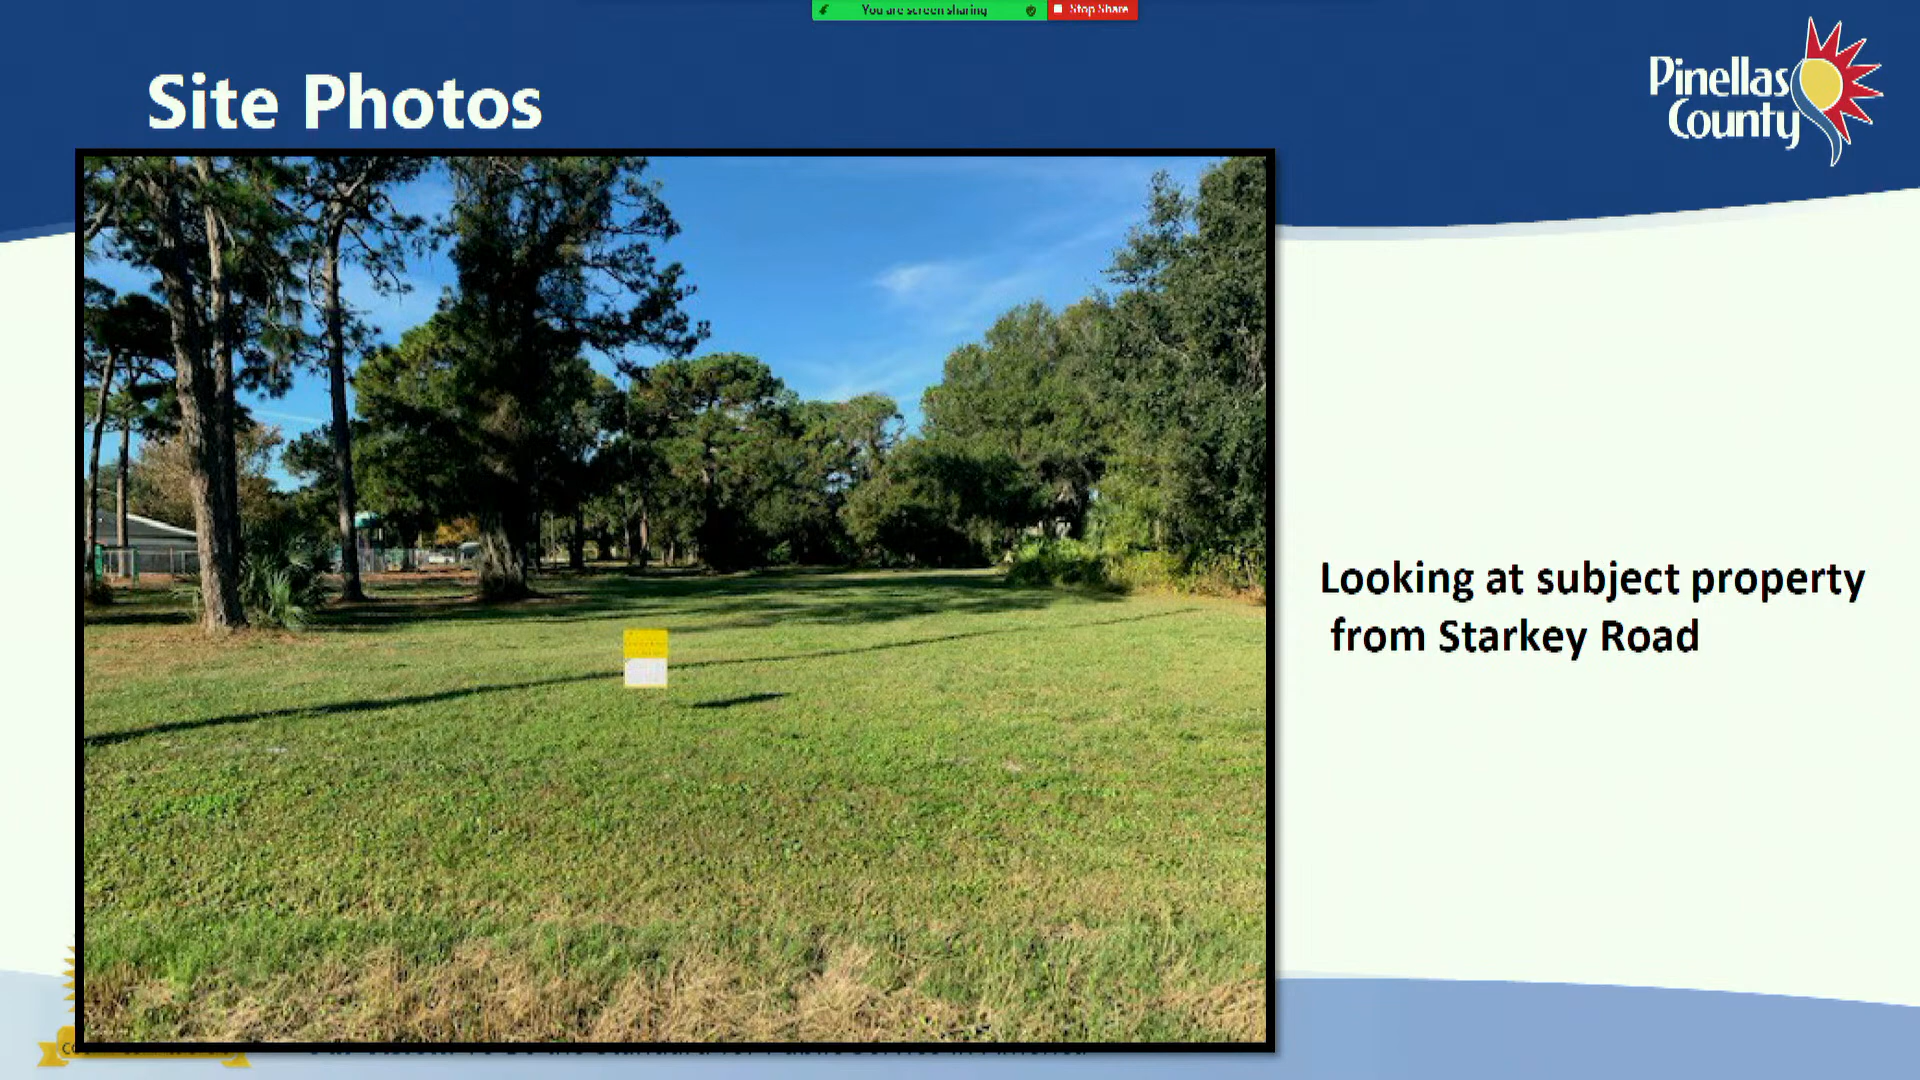 You are screen sharing
Stop Share
Site Photos
Pinellas
County
Looking at subject property
from Starkey Road